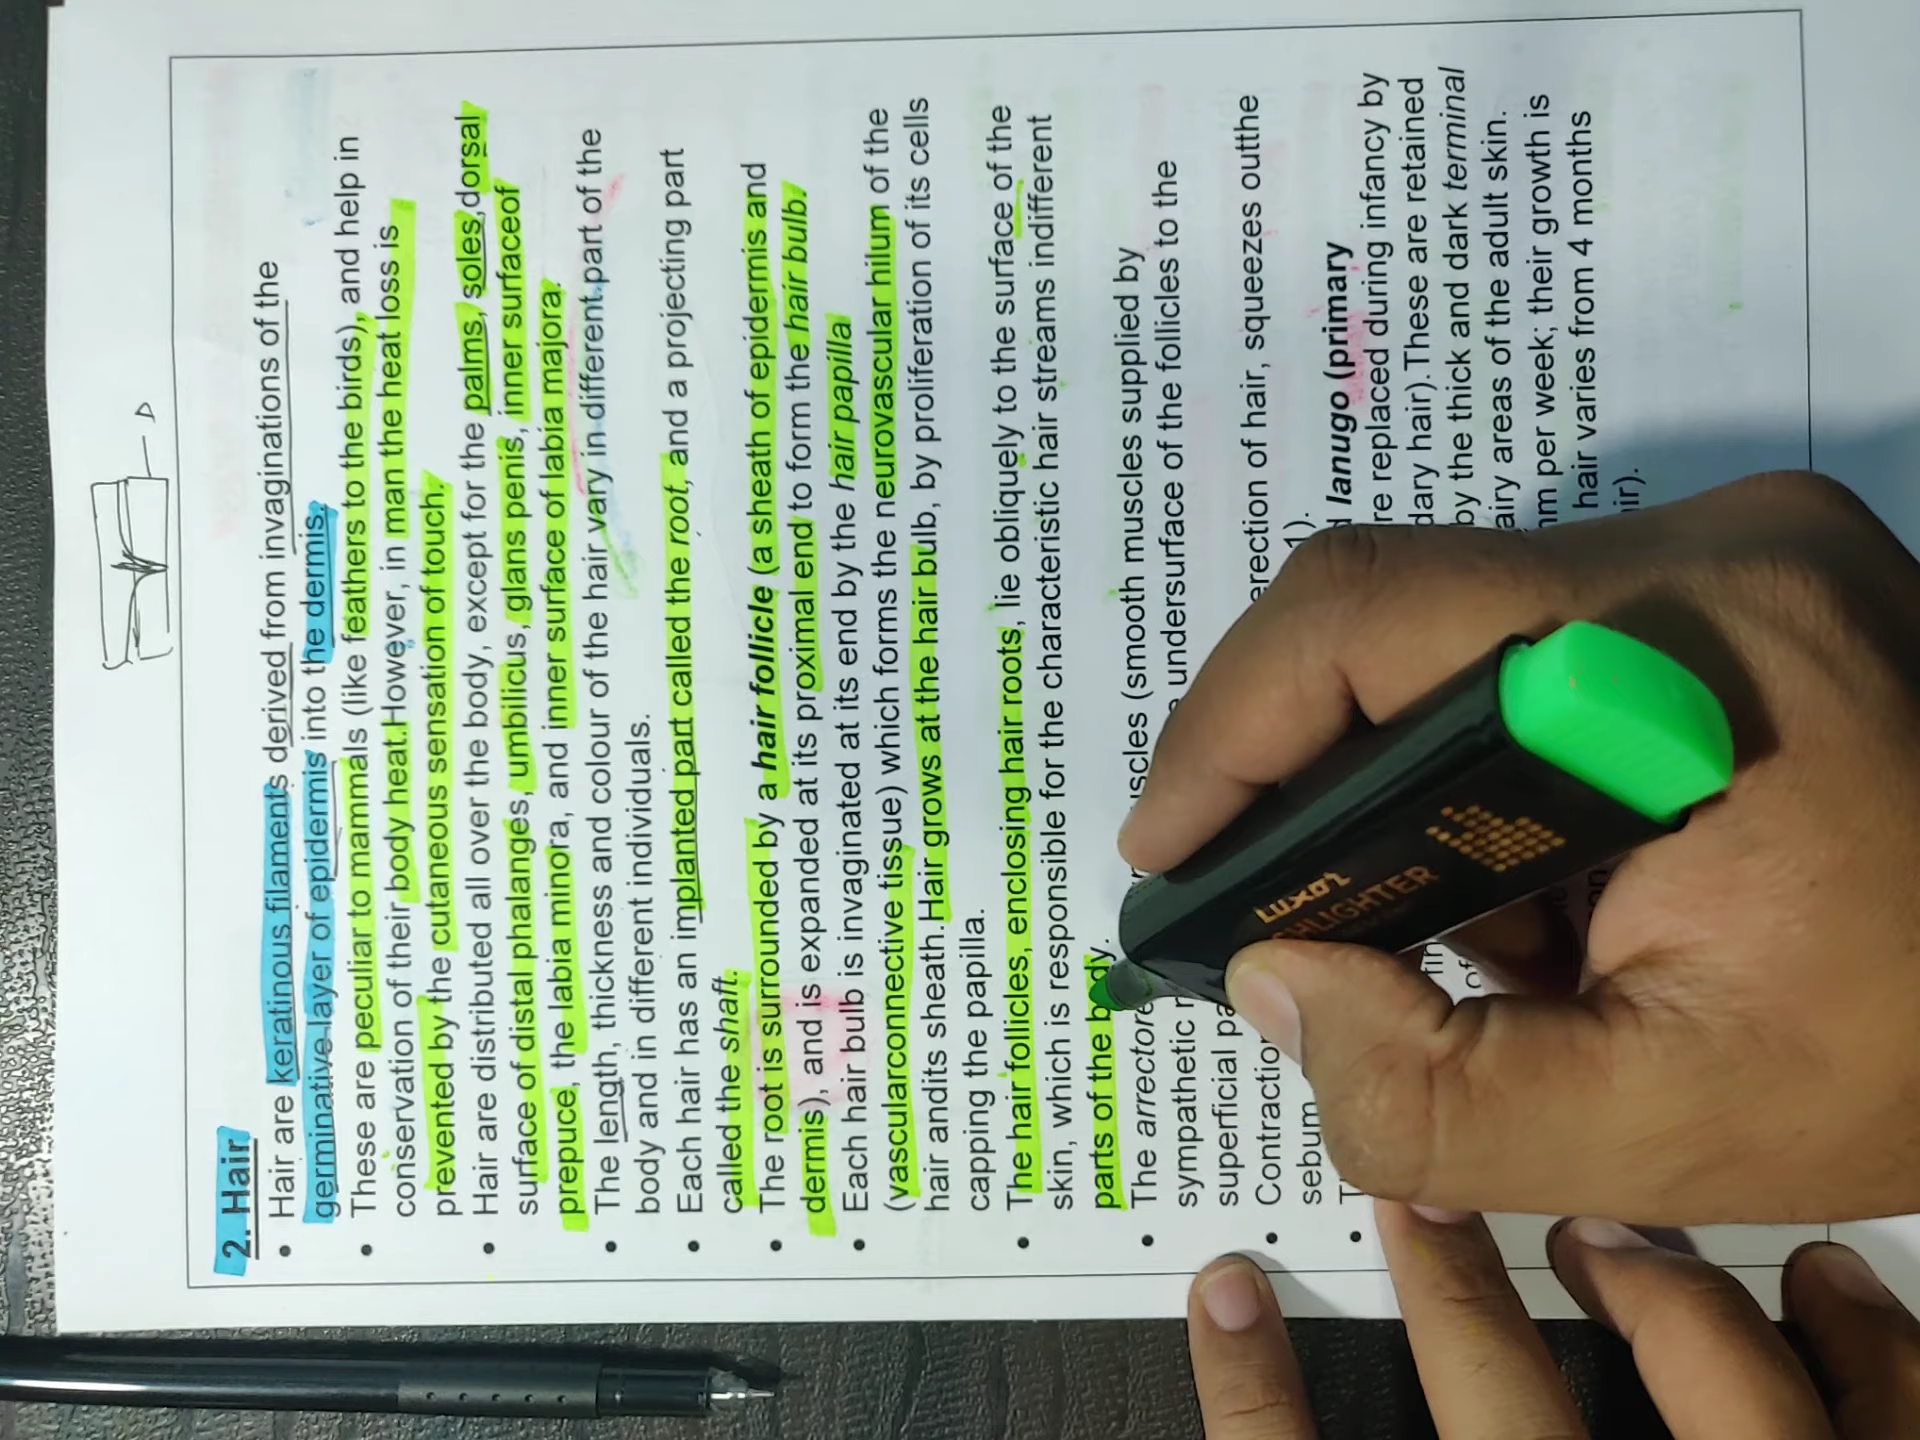 2. Hair
• Hair are keratinous filaments derived from invaginations of the
germinative layer of epidermis into the dermis.
• These are peculiar to mammals (like feathers to the birds), and help in
conservation of their body heat.However, in man the heat loss is
prevented by the cutaneous sensation of touch.
• Hair are distributed all over the body, except for the palms, soles,dorsal
surface of distal phalanges, umbilicus, glans penis, inner surfaceof
prepuce, the labia minora, and inner surface of labia majora.
• The length, thickness and colour of the hair vary in different part of the
body and in different individuals.
• Each hair has an implanted part called the root, and a projecting part
called the shaft.
• The root is surrounded by a hair follicle (a sheath of epidermis and
dermis), and is expanded at its proximal end to form the hair bulb.
• Each hair bulb is invaginated at its end by the hair papilla
(vascularconnective tissue) which forms the neurovascular hilum of the
hair andits sheath.Hair grows at the hair bulb, by proliferation of its cells
capping the papilla.
• The hair follicles, enclosing hair roots, lie obliquely to the surface of the
skin, which is responsible for the characteristic hair streams indifferent
parts of the body.
• The muscles (smooth muscles supplied by
sympathetic undersurface of the follicles to the
superficial
• erection of hair, squeezes outthe
sebum 1).
• lanugo (primary
replaced during infancy by
hair).These are retained
by the thick and dark terminal
areas of the adult skin.
per week; their growth is
hair varies from 4 months
D
LUXOR
HIGHLIGHTER